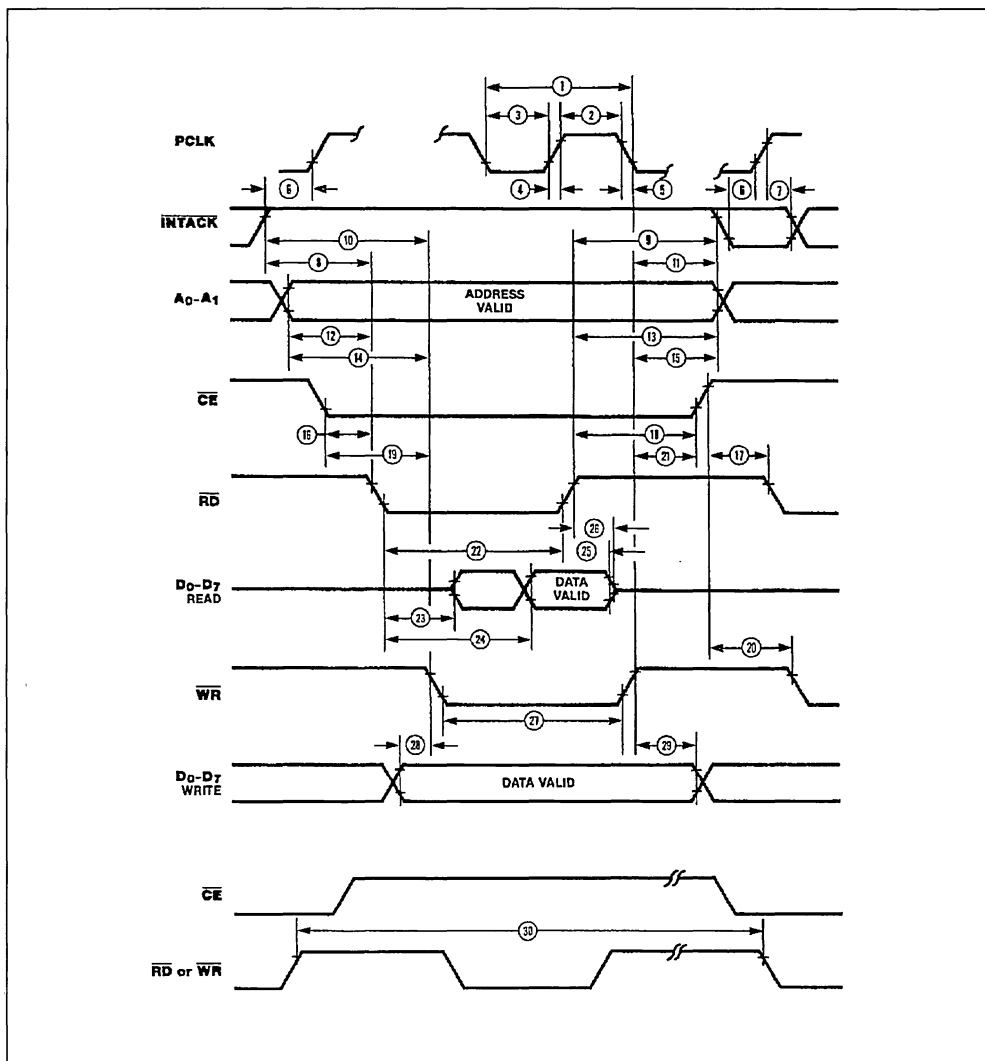 1
3
2
PCLK
6
4
5
6
7
INTACK
10
9
8
11
A0-A1
ADDRESS
VALID
12
13
14
15
CE
16
18
19
21
17
RD
26
22
25
D0-D7
READ
DATA
VALID
23
24
20
WR
27
28
29
D0-D7
WRITE
DATA VALID
CE
30
RD or WR